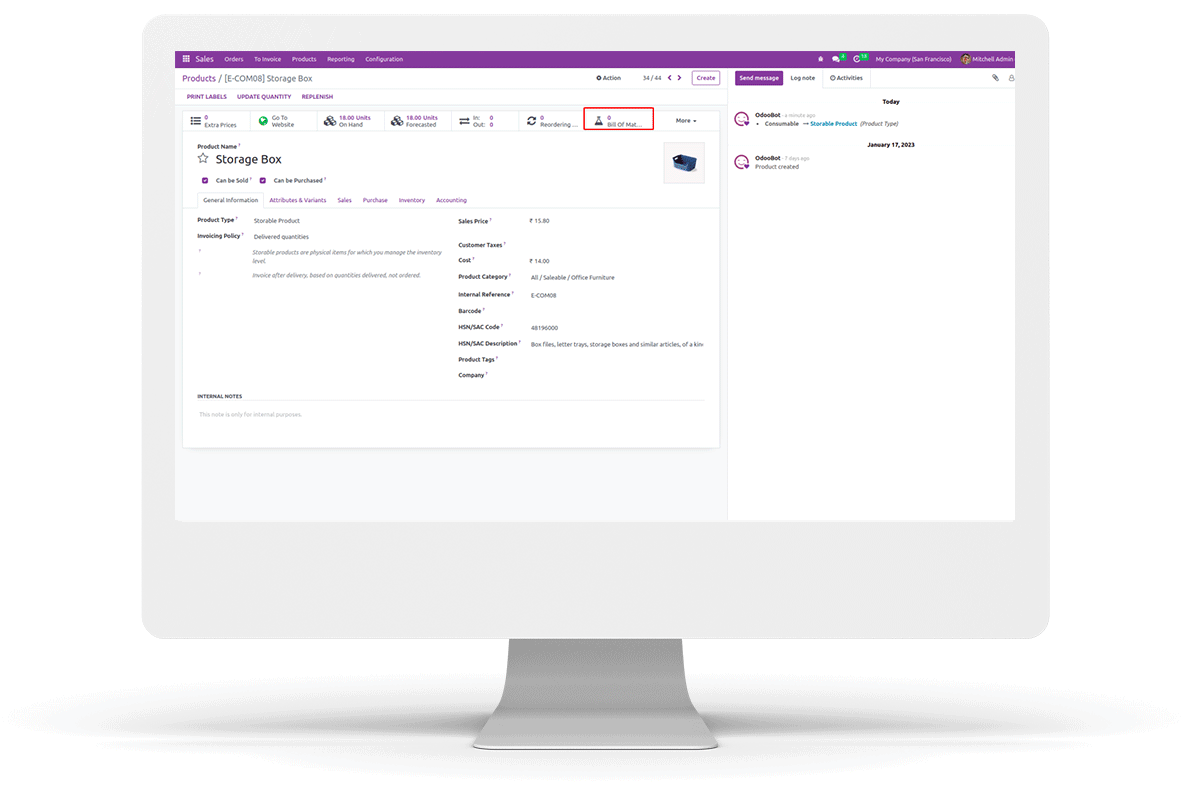 Sales Orders To Invoice Products Reporting Configuration 4 18 My Company (San Francisco) Mitchell Admin
Products / [E-COM08] Storage Box Action 34 / 44 Create
Send message Log note Activities
PRINT LABELS UPDATE QUANTITY REPLENISH
0 Extra Prices
Go To Website
18.00 Units On Hand
18.00 Units Forecasted
In: 0
Out: 0
0 Reordering ...
0 Bill Of Mat...
More
Product Name ?
Storage Box
Can be Sold ? Can be Purchased ?
General Information Attributes & Variants Sales Purchase Inventory Accounting
Product Type ? Storable Product
Invoicing Policy ? Delivered quantities
? Storable products are physical items for which you manage the inventory
level.
? Invoice after delivery, based on quantities delivered, not ordered.
Sales Price ? ₹ 15.80
Customer Taxes ?
Cost ? ₹ 14.00
Product Category ? All / Saleable / Office Furniture
Internal Reference ? E-COM08
Barcode ?
HSN/SAC Code ? 48196000
HSN/SAC Description ? Box files, letter trays, storage boxes and similar articles, of a kin
Product Tags ?
Company ?
INTERNAL NOTES
This note is only for internal purposes.
Today
OdooBot - a minute ago
• Consumable → Storable Product (Product Type)
January 17, 2023
OdooBot - 7 days ago
Product created